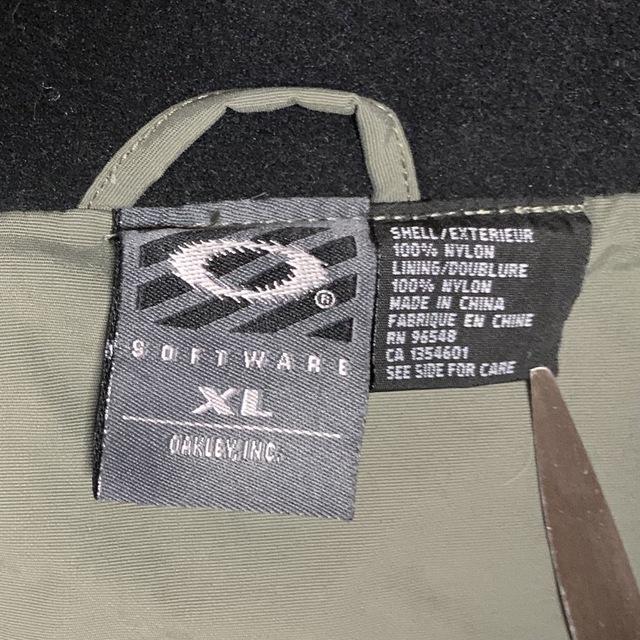 ®
SOFTWARE
XL
OAKLEY, INC.
SHELL/EXTERIEUR
100% NYLON
LINING/DOUBLURE
100% NYLON
MADE IN CHINA
FABRIQUE EN CHINE
RN 96548
CA 1354601
SEE SIDE FOR CARE